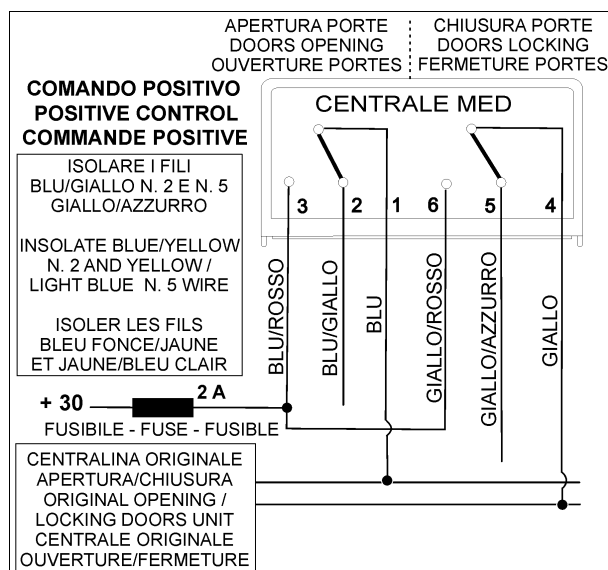 APERTURA PORTE
DOORS OPENING
OUVERTURE PORTES
CHIUSURA PORTE
DOORS LOCKING
FERMETURE PORTES
COMANDO POSITIVO
POSITIVE CONTROL
COMMANDE POSITIVE
CENTRALE MED
ISOLARE I FILI
BLU/GIALLO N. 2 E N. 5
GIALLO/AZZURRO
INSOLATE BLUE/YELLOW
N. 2 AND YELLOW /
LIGHT BLUE N. 5 WIRE
ISOLER LES FILS
BLEU FONCE/JAUNE
ET JAUNE/BLEU CLAIR
3
2
1
6
5
4
BLU/ROSSO
BLU/GIALLO
BLU
GIALLO/ROSSO
GIALLO/AZZURRO
GIALLO
+ 30
2 A
FUSIBILE - FUSE - FUSIBLE
CENTRALINA ORIGINALE
APERTURA/CHIUSURA
ORIGINAL OPENING /
LOCKING DOORS UNIT
CENTRALE ORIGINALE
OUVERTURE/FERMETURE